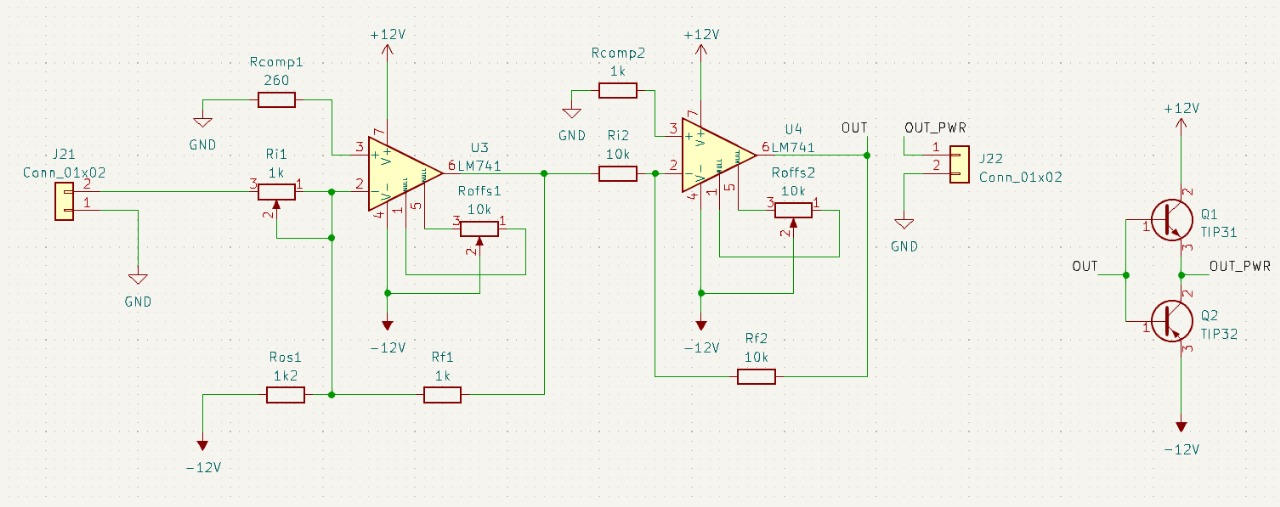 +12V
Rcomp1
260
GND
J21
Conn_01x02
2
1
GND
Ri1
1k
3
1
2
3
2
+
-
7
V+
V-
4
1
NULL
5
NULL
6
U3
LM741
Roffs1
10k
3
1
2
-12V
Ros1
1k2
-12V
Rf1
1k
+12V
Rcomp2
1k
GND
Ri2
10k
3
2
+
-
7
V+
V-
4
1
NULL
5
NULL
6
U4
LM741
Roffs2
10k
3
1
2
-12V
Rf2
10k
OUT
OUT_PWR
1
2
J22
Conn_01x02
GND
+12V
2
1
3
Q1
TIP31
OUT
OUT_PWR
2
1
3
Q2
TIP32
-12V